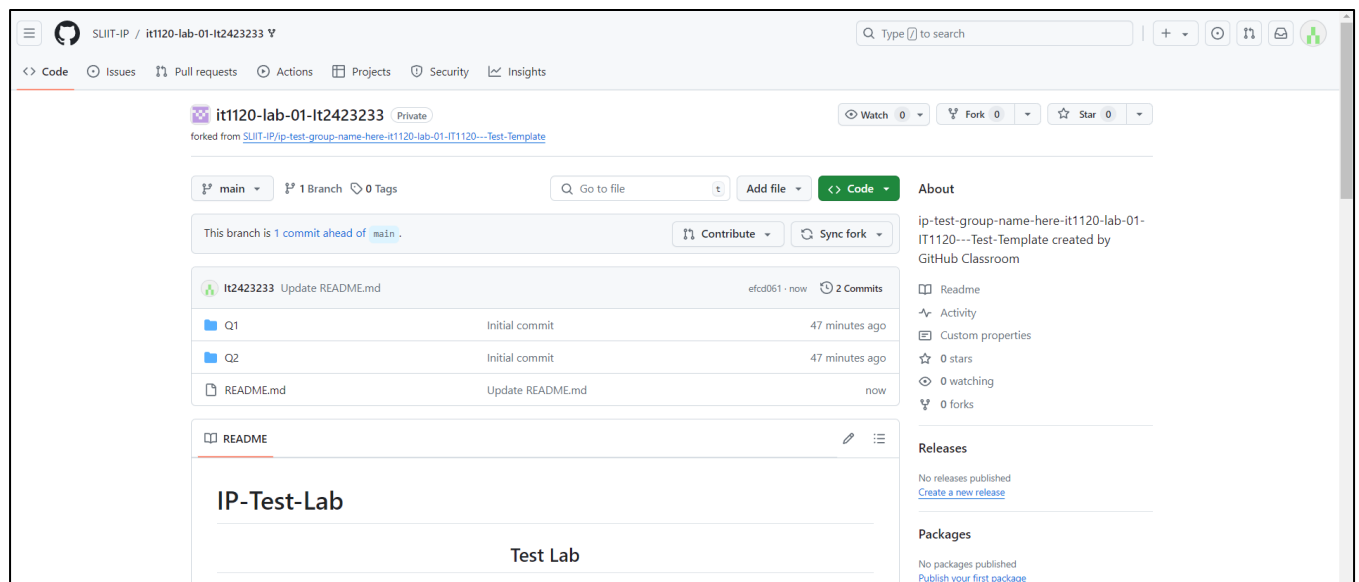 SLIIT-IP / it1120-lab-01-It2423233
Type / to search
Code Issues Pull requests Actions Projects Security Insights
it1120-lab-01-It2423233 Private
Watch 0 Fork 0 Star 0
forked from SLIIT-IP/ip-test-group-name-here-it1120-lab-01-IT1120---Test-Template
main 1 Branch 0 Tags Go to file t Add file Code
This branch is 1 commit ahead of main .
Contribute Sync fork
It2423233 Update README.md efcd061 · now 2 Commits
Q1 Initial commit 47 minutes ago
Q2 Initial commit 47 minutes ago
README.md Update README.md now
README
IP-Test-Lab
Test Lab
About
ip-test-group-name-here-it1120-lab-01-
IT1120---Test-Template created by
GitHub Classroom
Readme
Activity
Custom properties
0 stars
0 watching
0 forks
Releases
No releases published
Create a new release
Packages
No packages published
Publish your first package